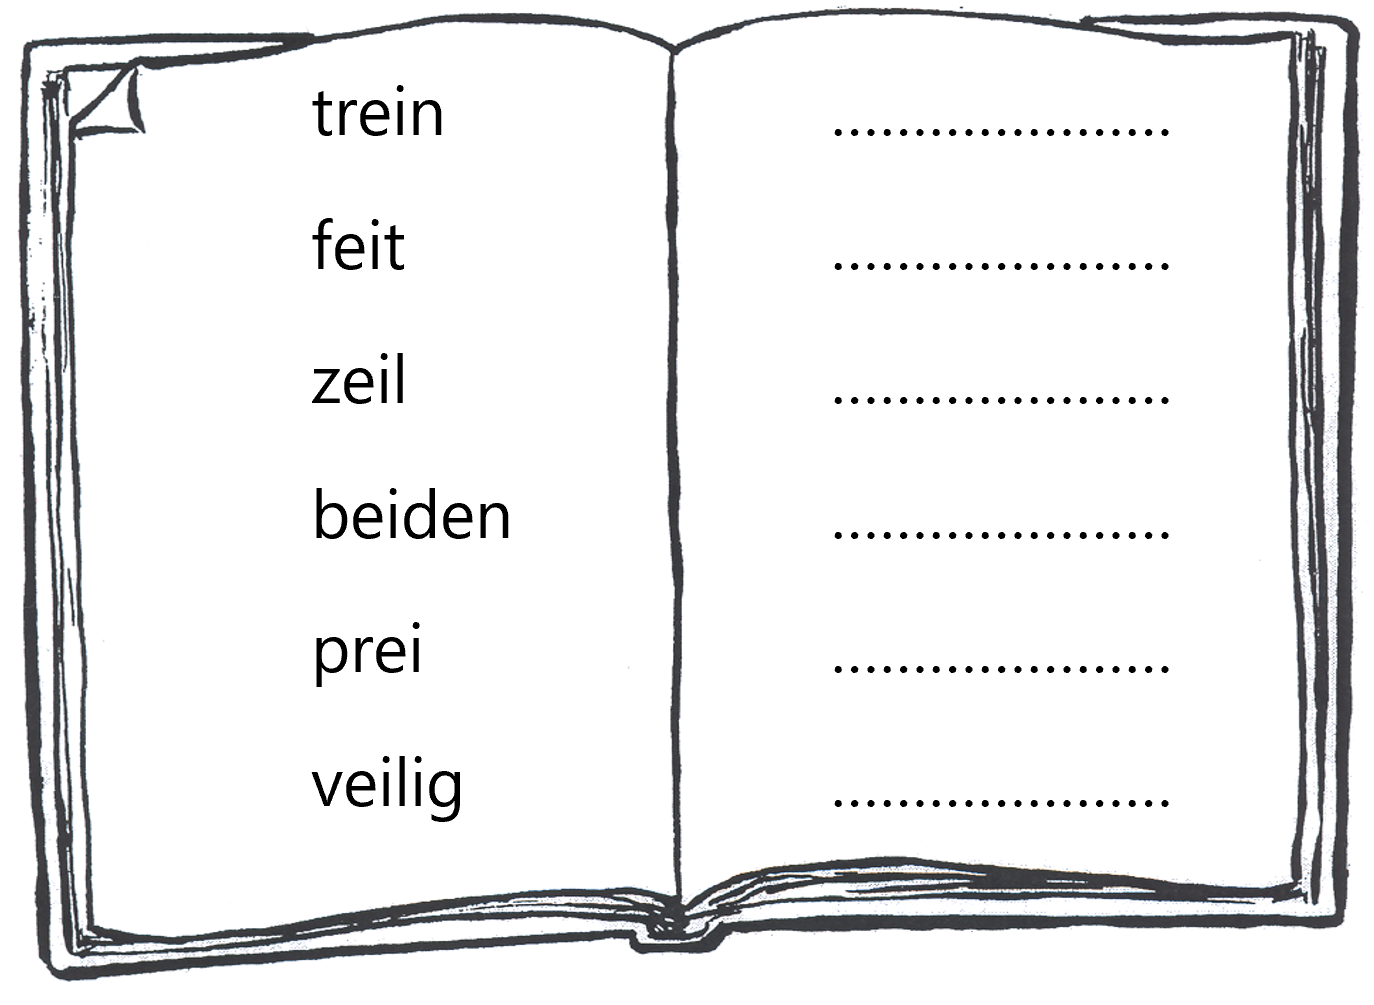 trein .....................
feit .....................
zeil .....................
beiden .....................
prei .....................
veilig .....................